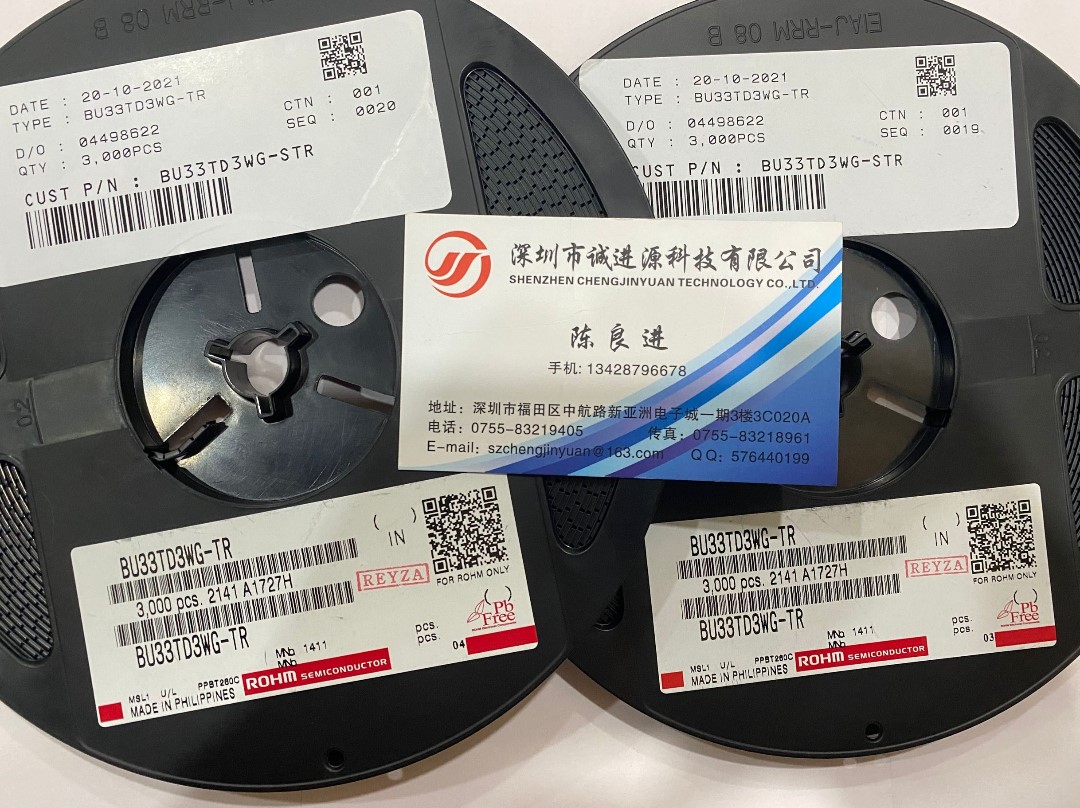 EIAJ-RRM 08 B
DATE : 20-10-2021
TYPE : BU33TD3WG-TR
D/O : 04498622
QTY : 3,000PCS
CTN : 001
SEQ : 0020
CUST P/N : BU33TD3WG-STR
EIAJ-RRM 08 B
DATE : 20-10-2021
TYPE : BU33TD3WG-TR
D/O : 04498622
QTY : 3,000PCS
CTN : 001
SEQ : 0019
CUST P/N : BU33TD3WG-STR
深圳市诚进源科技有限公司
SHENZHEN CHENGJINYUAN TECHNOLOGY CO.,LTD.
陈良进
手机: 13428796678
地址：深圳市福田区中航路新亚洲电子城一期3楼3C020A
电话：0755-83219405 传真：0755-83218961
E-mail：szchengjinyuan@163.com QQ：576440199
02
BU33TD3WG-TR
( ) IN
3,000 pcs. 2141 A1727H
REYZA
FOR ROHM ONLY
BU33TD3WG-TR
( )
Pb Free
MNo 1411
MNo
pcs.
pcs.
04
MSL1 U/L PPBT260C
MADE IN PHILIPPINES
ROHM SEMICONDUCTOR
BU33TD3WG-TR
( ) IN
3,000 pcs. 2141 A1727H
REYZA
FOR ROHM ONLY
BU33TD3WG-TR
( )
Pb Free
MNo 1411
MNo
pcs.
pcs.
03
MSL1 U/L PPBT260C
MADE IN PHILIPPINES
ROHM SEMICONDUCTOR